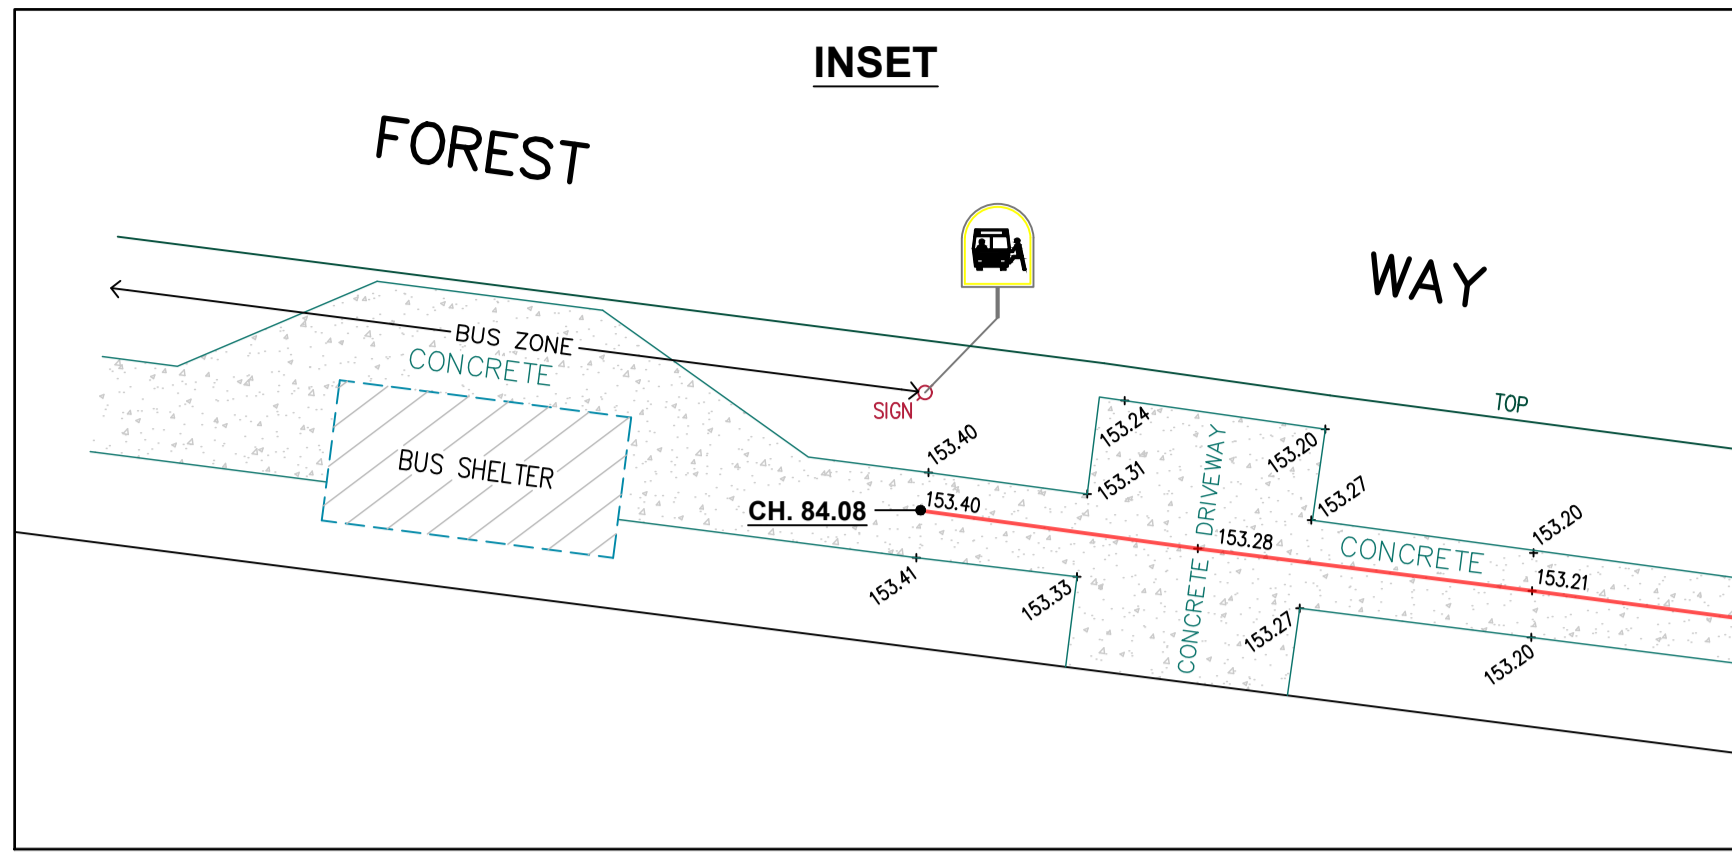 INSET
FOREST
WAY
BUS ZONE
CONCRETE
SIGN
TOP
BUS SHELTER
153.40
153.24
153.20
153.31
153.27
CH. 84.08
153.40
153.28
CONCRETE
153.20
153.21
153.41
153.33
CONCRETE DRIVEWAY
153.27
153.20